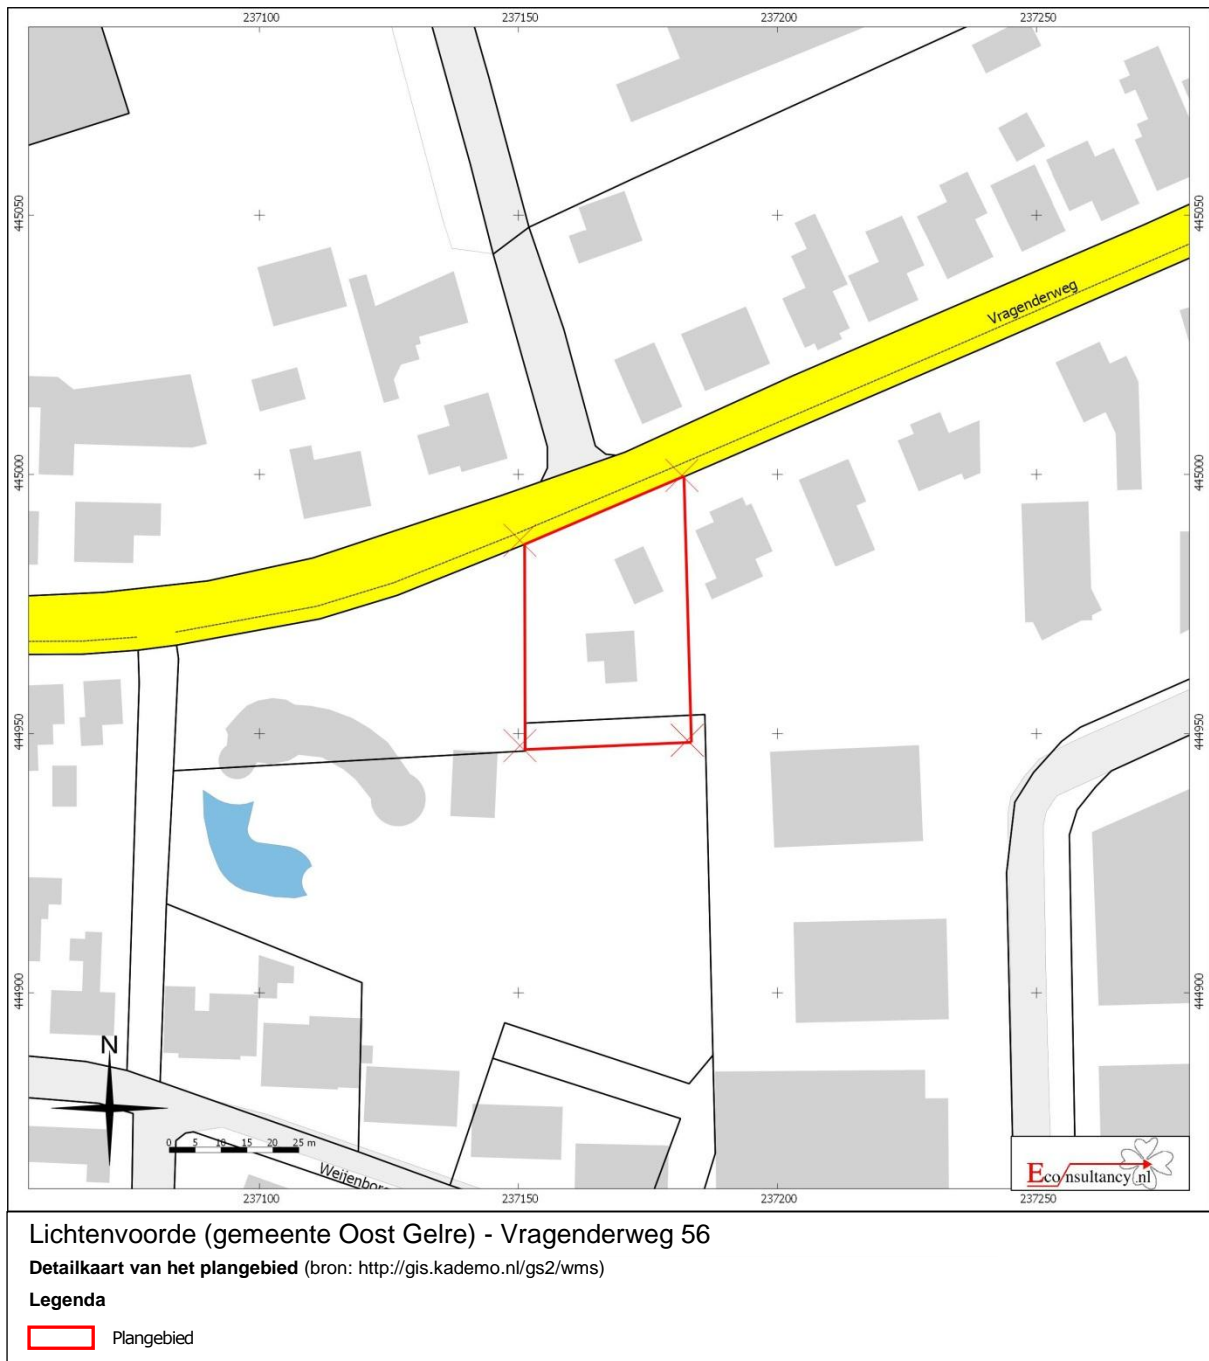 237100 237150 237200 237250
445050 445050
Vragenderweg
445000 445000
444950 444950
444900 444900
N
0 5 10 15 20 25 m
Weijenbor
Econsultancy.nl
237100 237150 237200 237250
Lichtenvoorde (gemeente Oost Gelre) - Vragenderweg 56
Detailkaart van het plangebied (bron: http://gis.kademo.nl/gs2/wms)
Legenda
Plangebied